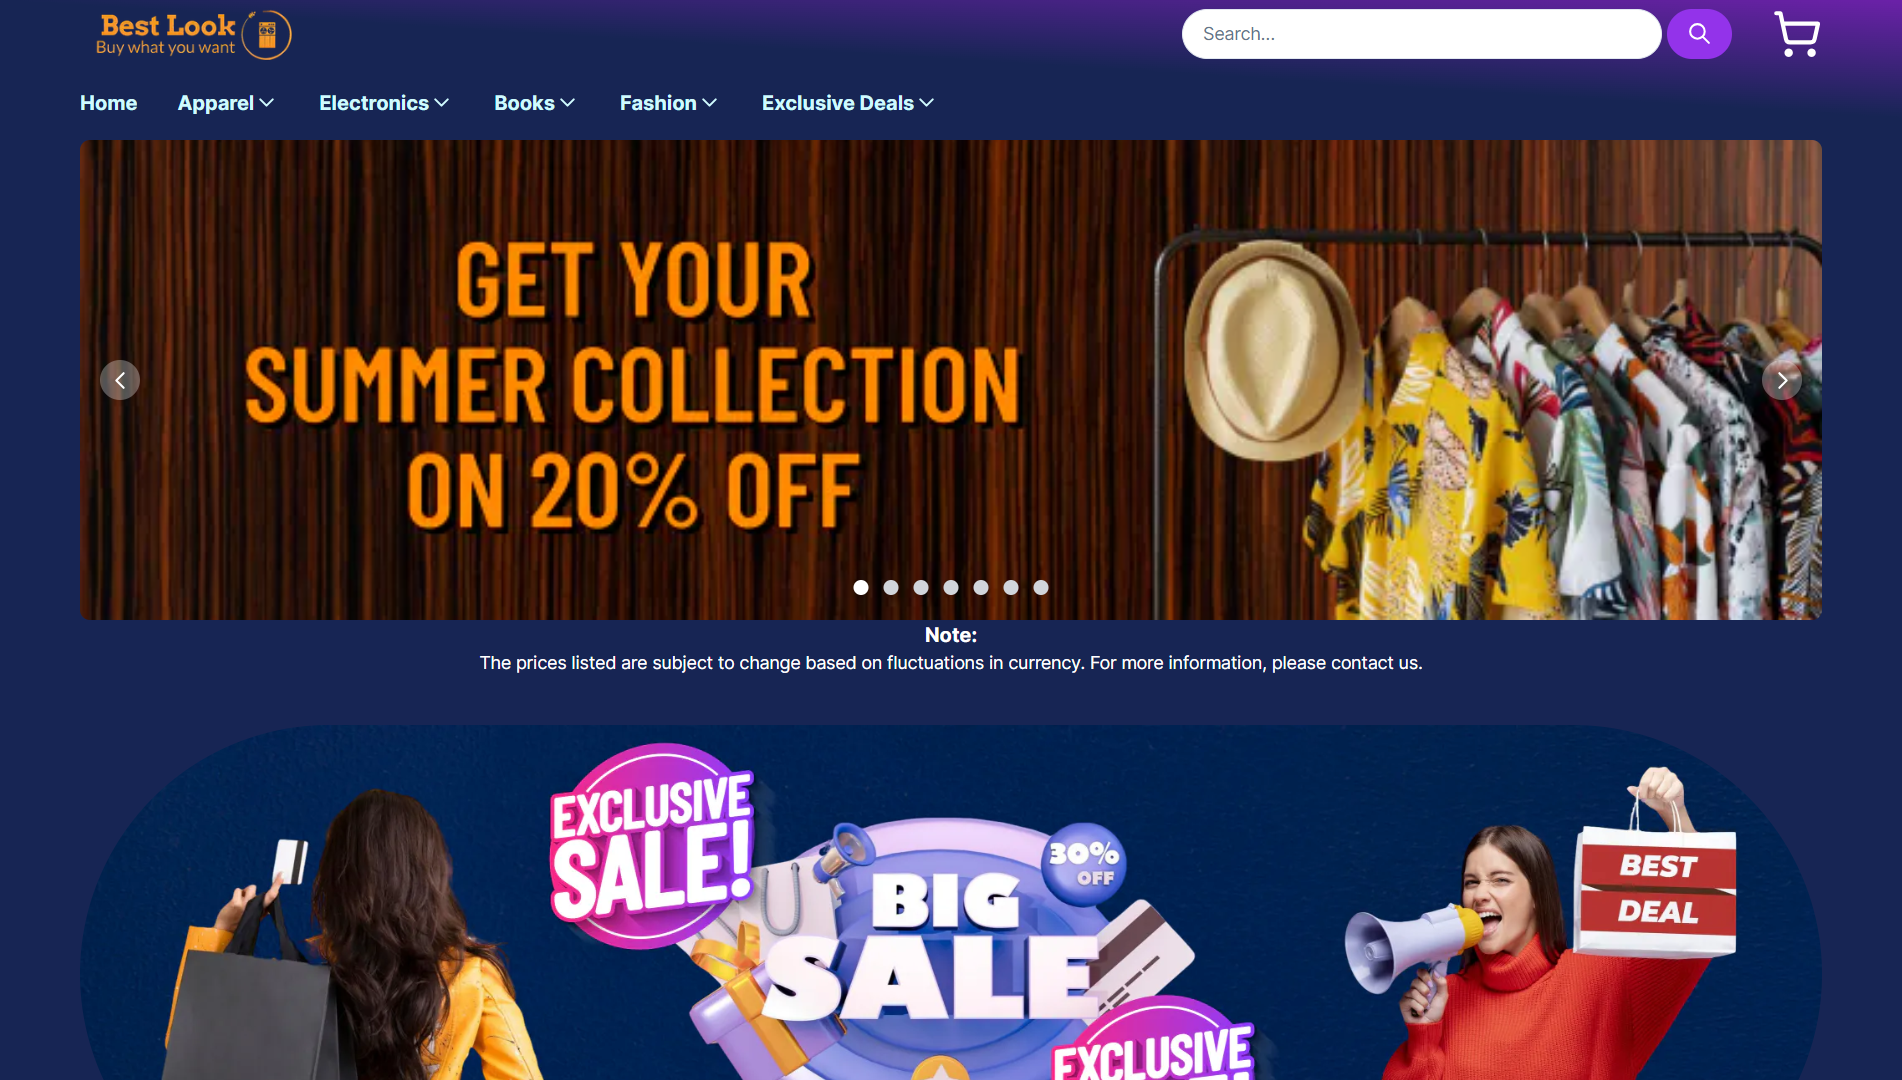 Best Look
Buy what you want
Search...
Home
Apparel
Electronics
Books
Fashion
Exclusive Deals
GET YOUR
SUMMER COLLECTION
ON 20% OFF
Note:
The prices listed are subject to change based on fluctuations in currency. For more information, please contact us.
EXCLUSIVE
SALE!
30%
OFF
BIG
SALE
BEST
DEAL
EXCLUSIVE